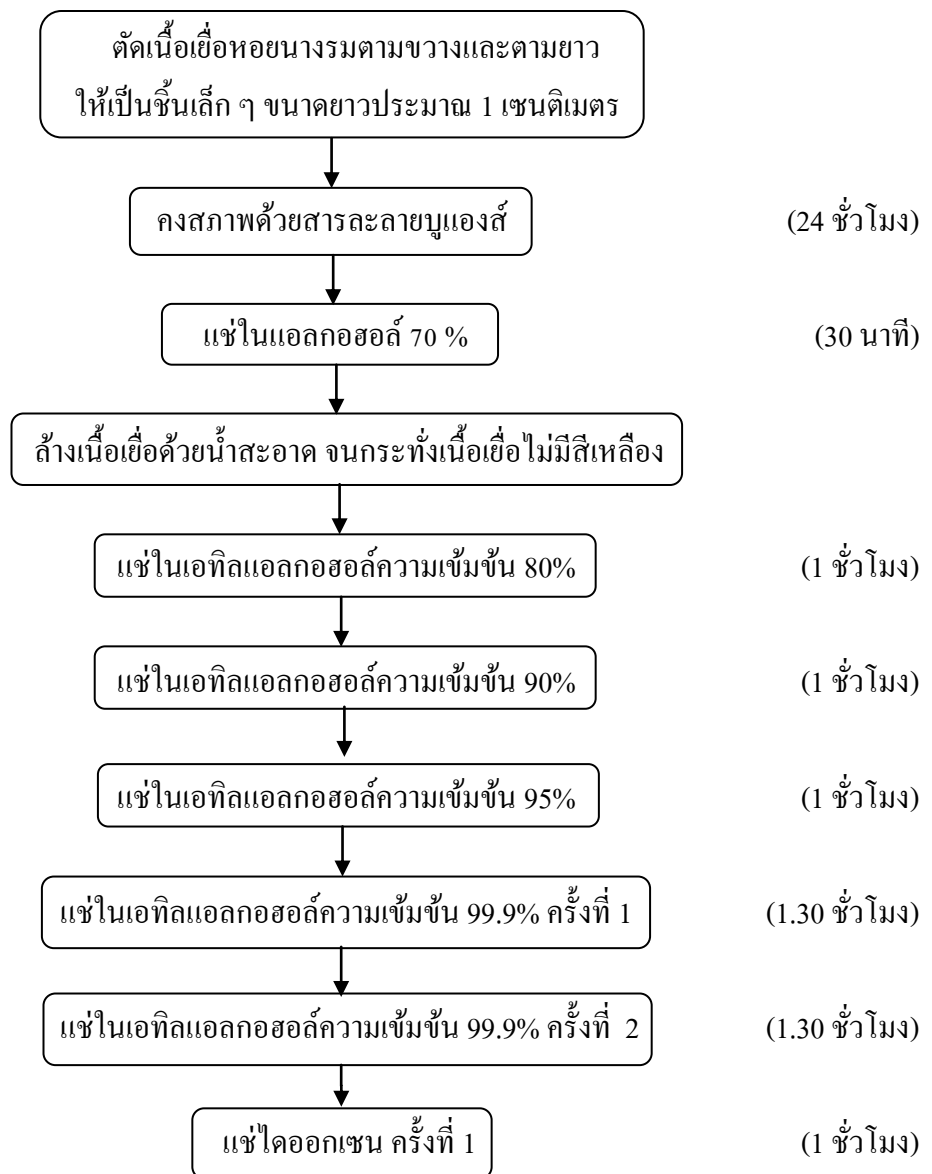 ตัดเนื้อเยื่อหอยนางรมตามขวางและตามยาว
ให้เป็นชิ้นเล็ก ๆ ขนาดยาวประมาณ 1 เซนติเมตร
คงสภาพด้วยสารละลายบูแองส์ (24 ชั่วโมง)
แช่ในแอลกอฮอล์ 70 % (30 นาที)
ล้างเนื้อเยื่อด้วยน้ำสะอาด จนกระทั่งเนื้อเยื่อไม่มีสีเหลือง
แช่ในเอทิลแอลกอฮอล์ความเข้มข้น 80% (1 ชั่วโมง)
แช่ในเอทิลแอลกอฮอล์ความเข้มข้น 90% (1 ชั่วโมง)
แช่ในเอทิลแอลกอฮอล์ความเข้มข้น 95% (1 ชั่วโมง)
แช่ในเอทิลแอลกอฮอล์ความเข้มข้น 99.9% ครั้งที่ 1 (1.30 ชั่วโมง)
แช่ในเอทิลแอลกอฮอล์ความเข้มข้น 99.9% ครั้งที่ 2 (1.30 ชั่วโมง)
แช่ไดออกเซน ครั้งที่ 1 (1 ชั่วโมง)